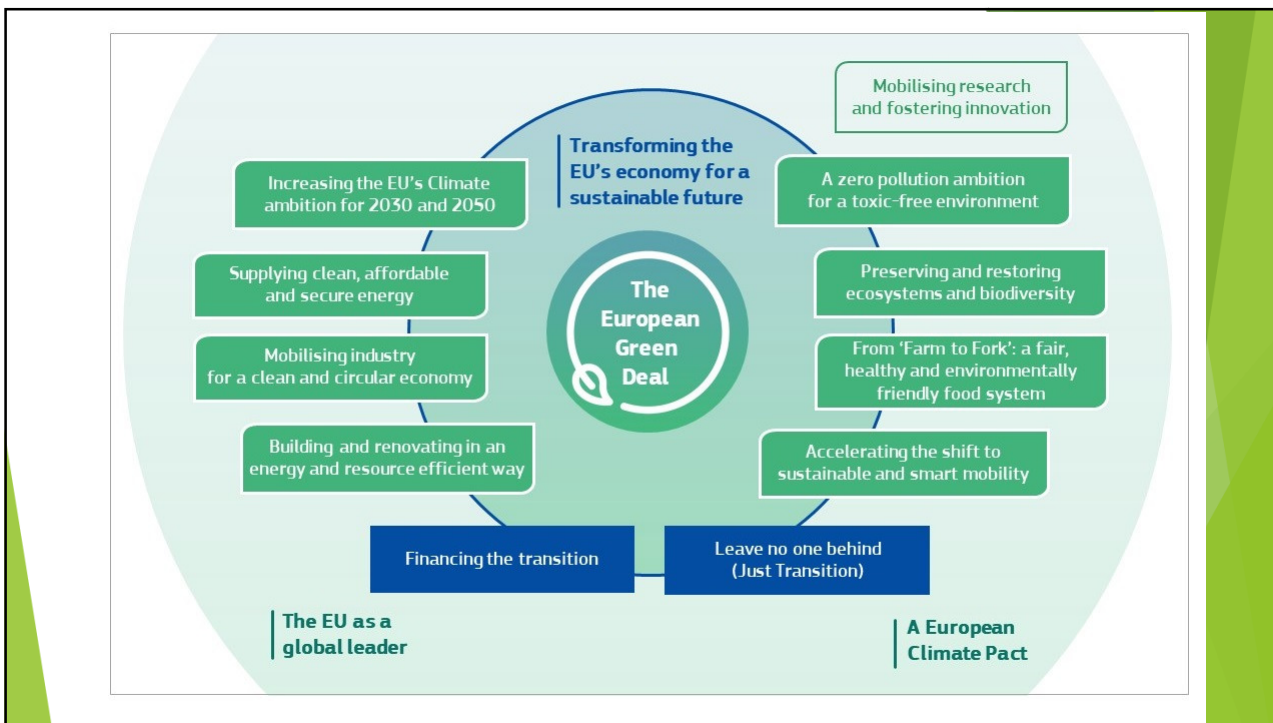 Mobilising research
and fostering innovation
Transforming the
EU's economy for a
sustainable future
Increasing the EU's Climate
ambition for 2030 and 2050
A zero pollution ambition
for a toxic-free environment
Supplying clean, affordable
and secure energy
Preserving and restoring
ecosystems and biodiversity
The
European
Green
Deal
Mobilising industry
for a clean and circular economy
From ‘Farm to Fork’: a fair,
healthy and environmentally
friendly food system
Building and renovating in an
energy and resource efficient way
Accelerating the shift to
sustainable and smart mobility
Financing the transition
Leave no one behind
(Just Transition)
The EU as a
global leader
A European
Climate Pact